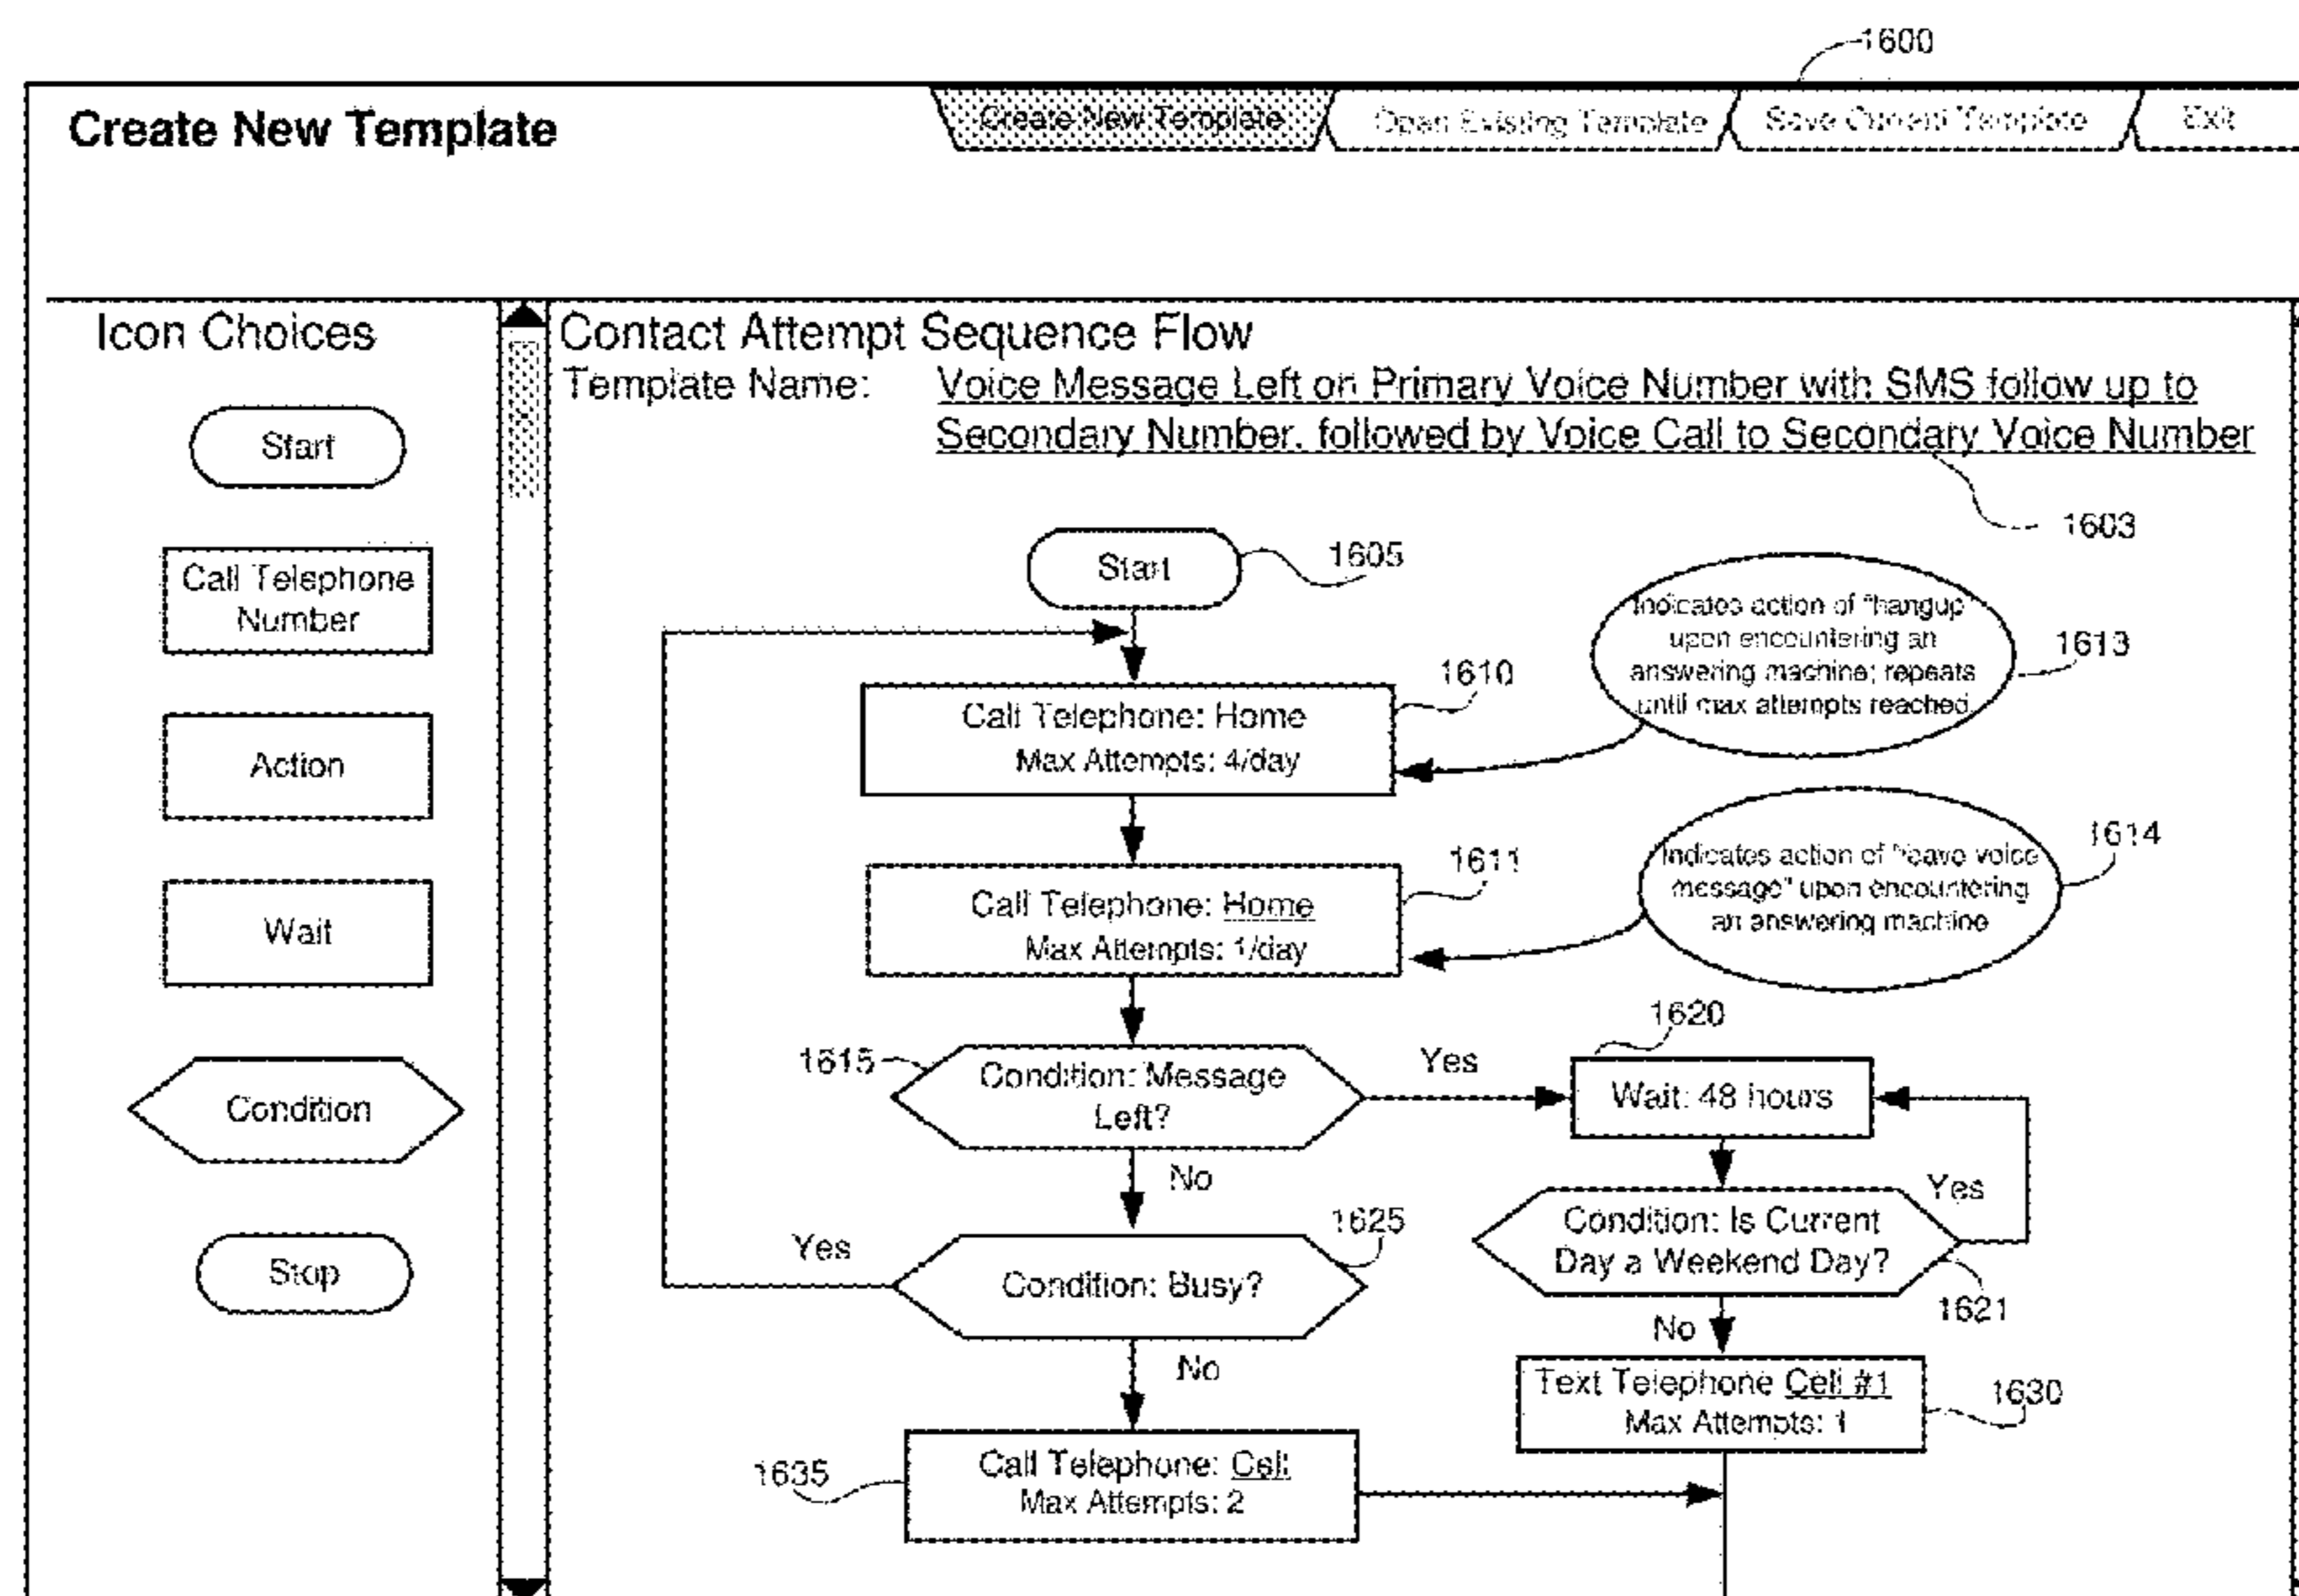 1600
Create New Template
Create New Template
Open Existing Template
Save Current Template
Exit
Icon Choices
Start
Call Telephone
Number
Action
Wait
Condition
Stop
Contact Attempt Sequence Flow
Template Name:
Voice Message Left on Primary Voice Number with SMS follow up to
Secondary Number, followed by Voice Call to Secondary Voice Number
1603
Start
1605
Indicates action of "hangup"
upon encountering an
answering machine; repeats
until max attempts reached
1613
1610
Call Telephone: Home
Max Attempts: 4/day
1611
Call Telephone: Home
Max Attempts: 1/day
Indicates action of "leave voice
message" upon encountering
an answering machine
1614
1615
Condition: Message
Left?
Yes
1620
Wait: 48 hours
No
Yes
1625
Condition: Busy?
Yes
Condition: Is Current
Day a Weekend Day?
1621
No
No
Text Telephone Cell #1
Max Attempts: 1
1630
1635
Call Telephone: Cell
Max Attempts: 2